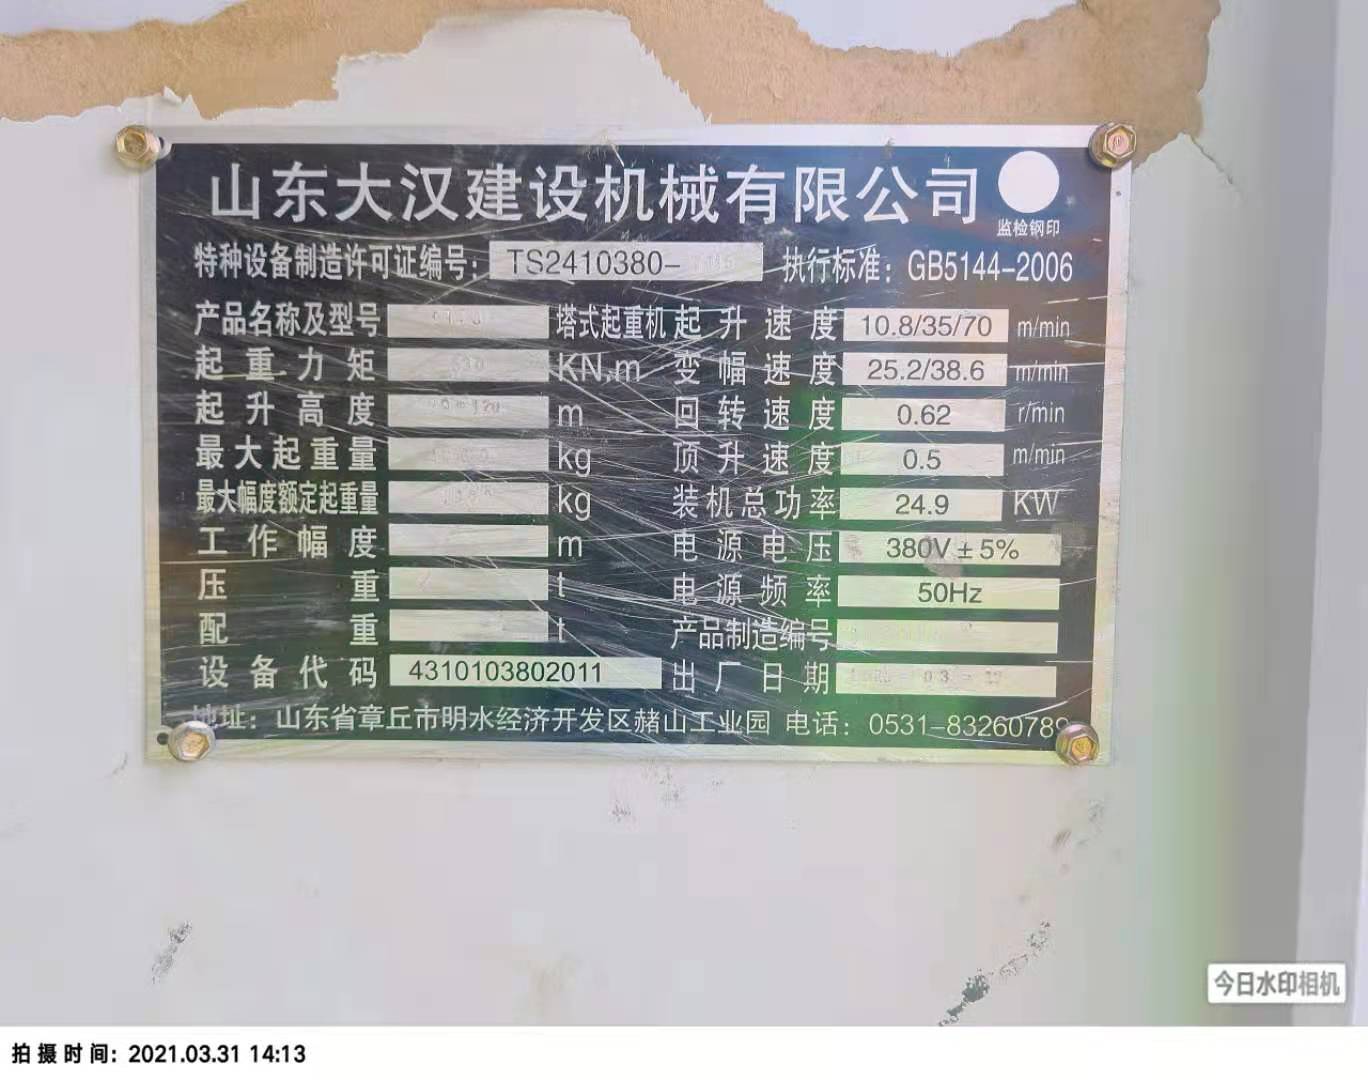 山东大汉建设机械有限公司
监检钢印
特种设备制造许可证编号： TS2410380- 执行标准：GB5144-2006
产品名称及型号 塔式起重机 起升速度 10.8/35/70 m/min
起重力矩 KN.m 变幅速度 25.2/38.6 m/min
起升高度 m 回转速度 0.62 r/min
最大起重量 kg 顶升速度 0.5 m/min
最大幅度额定起重量 kg 装机总功率 24.9 KW
工作幅度 m 电源电压 380V±5%
压重 t 电源频率 50Hz
配重 t 产品制造编号
设备代码 4310103802011 出厂日期
地址：山东省章丘市明水经济开发区赭山工业园 电话：0531-83260789
今日水印相机
拍摄时间: 2021.03.31 14:13